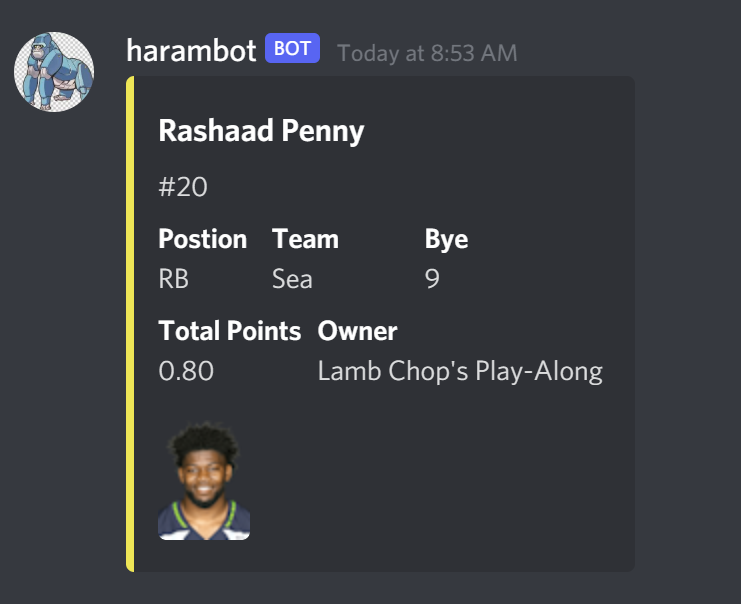 harambot BOT Today at 8:53 AM
Rashaad Penny
#20
Postion Team Bye
RB Sea 9
Total Points Owner
0.80 Lamb Chop's Play-Along